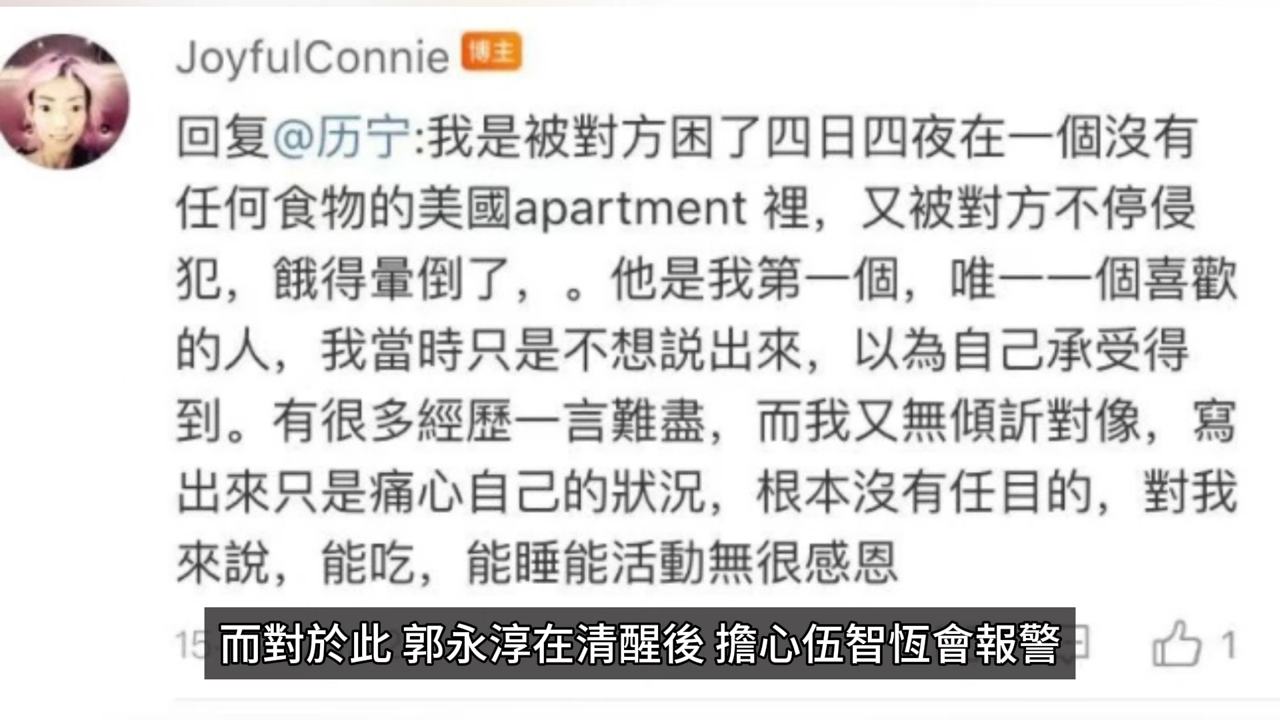 JoyfulConnie 博主
回复@历宁:我是被對方困了四日四夜在一個沒有
任何食物的美國apartment 裡，又被對方不停侵
犯，餓得暈倒了，。他是我第一個，唯一一個喜歡
的人，我當時只是不想説出來，以為自己承受得
到。有很多經歷一言難盡，而我又無傾訢對像，寫
出來只是痛心自己的狀況，根本沒有任目的，對我
來說，能吃，能睡能活動無很感恩
而對於此 郭永淳在清醒後 擔心伍智恆會報警
1